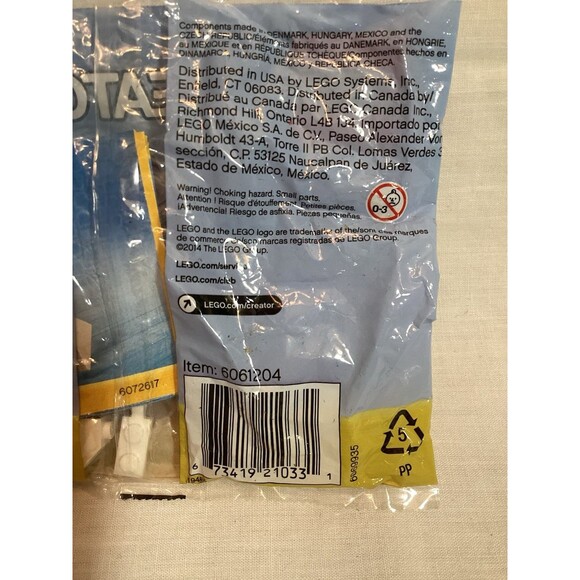 Components made in DENMARK, HUNGARY, MEXICO and the
CZECH REPUBLIC/Éléments fabriqués au DANEMARK, en HONGRIE,
au MEXIQUE et en RÉPUBLIQUE TCHÈQUE/Componentes hechos en
DINAMARCA, HUNGRÍA, MÉXICO y REPÚBLICA CHECA.
Distributed in USA by LEGO Systems, Inc.,
Enfield, CT 06083. Distributed in Canada by/
Distribué au Canada par LEGO Canada Inc.,
Richmond Hill, Ontario L4B 1J4. Importado por
LEGO México S.A. de C.V., Paseo Alexander Von
Humboldt 43-A, Torre II PB Col. Lomas Verdes 3
sección, C.P. 53125 Naucalpan de Juárez,
Estado de México, México.
Warning! Choking hazard. Small parts.
Attention ! Risque d'étouffement. Petites pièces.
¡Advertencia! Riesgo de asfixia. Piezas pequeñas.
0-3
LEGO and the LEGO logo are trademarks of the/sont des marques
de commerce de/son marcas registradas de LEGO Group.
©2014 The LEGO Group.
LEGO.com/service
LEGO.com/club
LEGO.com/creator
6072617
Item: 6061204
6 73419 21033 1
5
PP